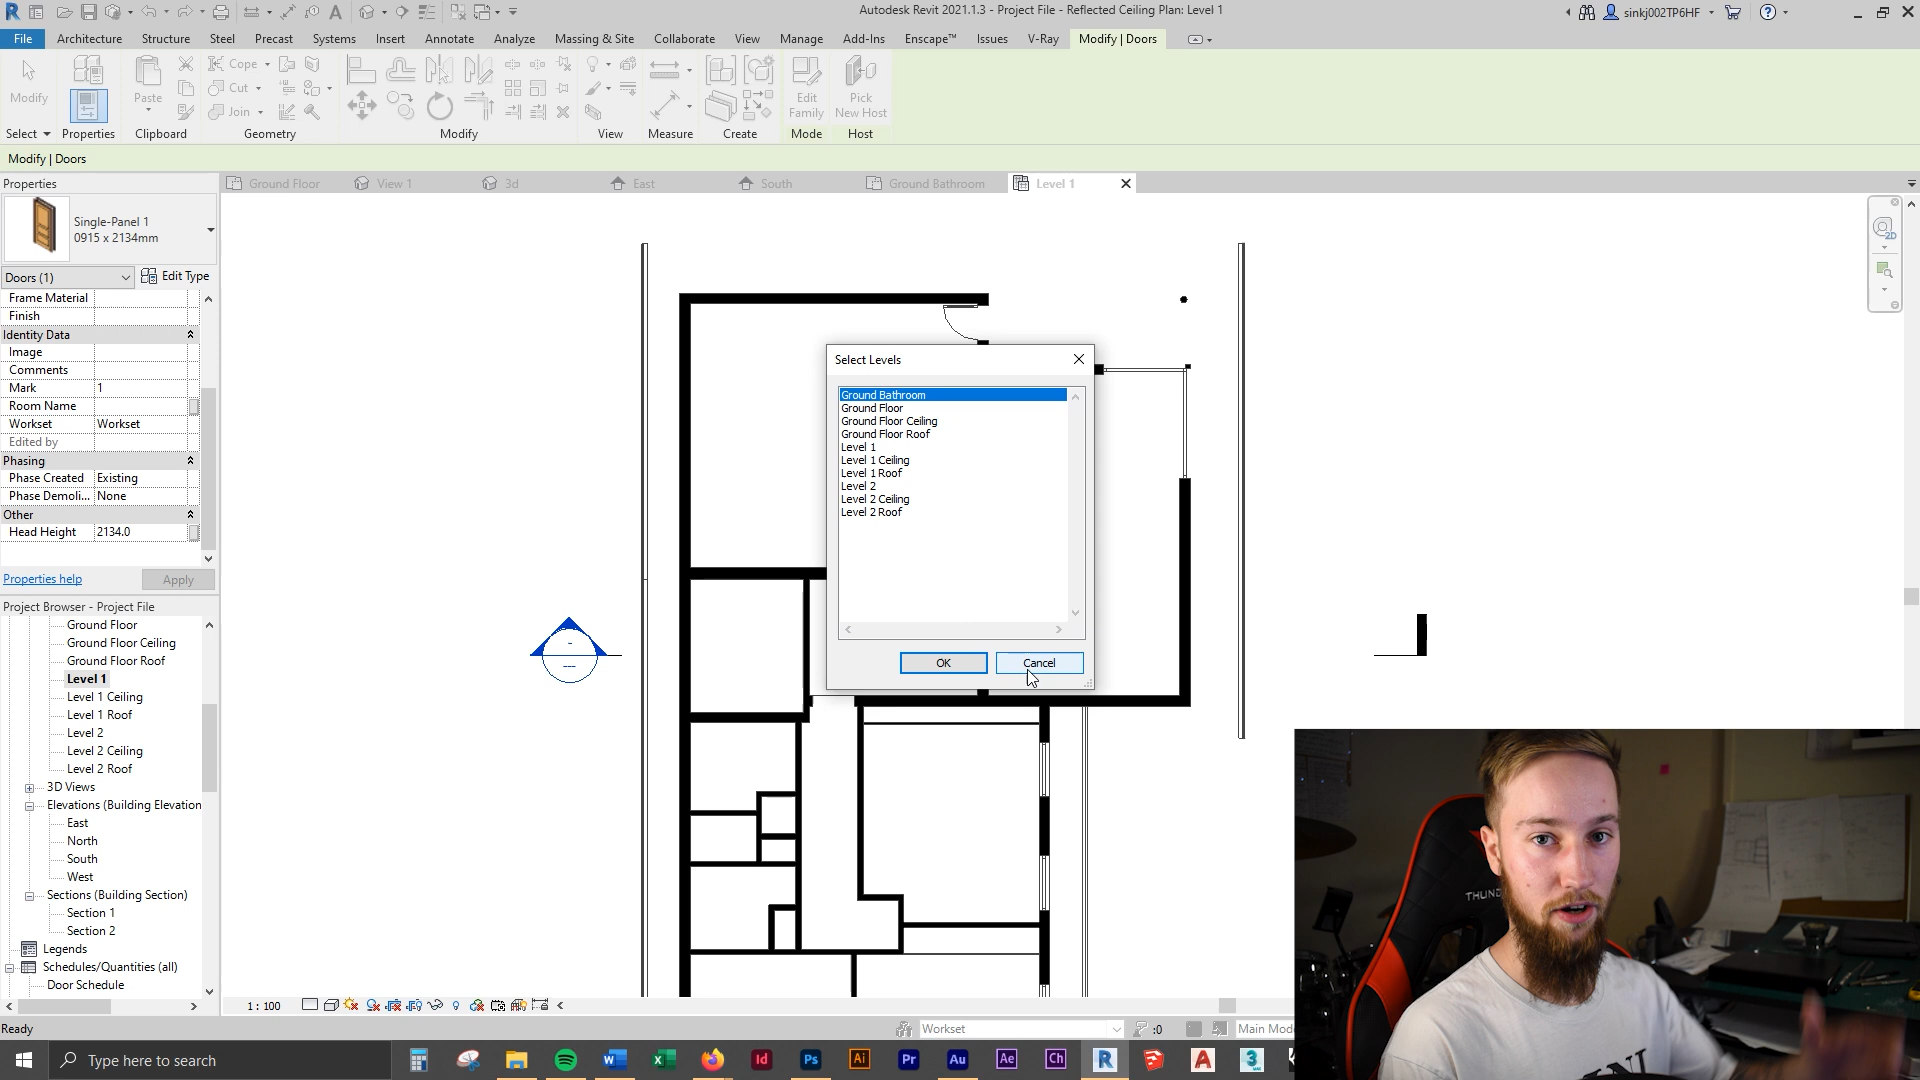 Autodesk Revit 2021.1.3 - Project File - Reflected Ceiling Plan: Level 1
sinkj002TP6HF
File Architecture Structure Steel Precast Systems Insert Annotate Analyze Massing & Site Collaborate View Manage Add-Ins Enscape™ Issues V-Ray Modify | Doors
Modify
Paste
Cope
Cut
Join
Edit Family
Pick New Host
Select Properties Clipboard Geometry Modify View Measure Create Mode Host
Modify | Doors
Properties
Ground Floor View 1 3d East South Ground Bathroom Level 1
Single-Panel 1
0915 x 2134mm
Doors (1) Edit Type
Frame Material
Finish
Identity Data
Image
Comments
Mark 1
Room Name
Workset Workset
Edited by
Phasing
Phase Created Existing
Phase Demoli... None
Other
Head Height 2134.0
Properties help Apply
Project Browser - Project File
Ground Floor
Ground Floor Ceiling
Ground Floor Roof
Level 1
Level 1 Ceiling
Level 1 Roof
Level 2
Level 2 Ceiling
Level 2 Roof
3D Views
Elevations (Building Elevation
East
North
South
West
Sections (Building Section)
Section 1
Section 2
Legends
Schedules/Quantities (all)
Door Schedule
Select Levels
Ground Bathroom
Ground Floor
Ground Floor Ceiling
Ground Floor Roof
Level 1
Level 1 Ceiling
Level 1 Roof
Level 2
Level 2 Ceiling
Level 2 Roof
OK Cancel
2D
1 : 100
Ready
Workset :0 Main Mod
Type here to search
Id Ps Ai Pr Au Ae Ch R A 3
THUND